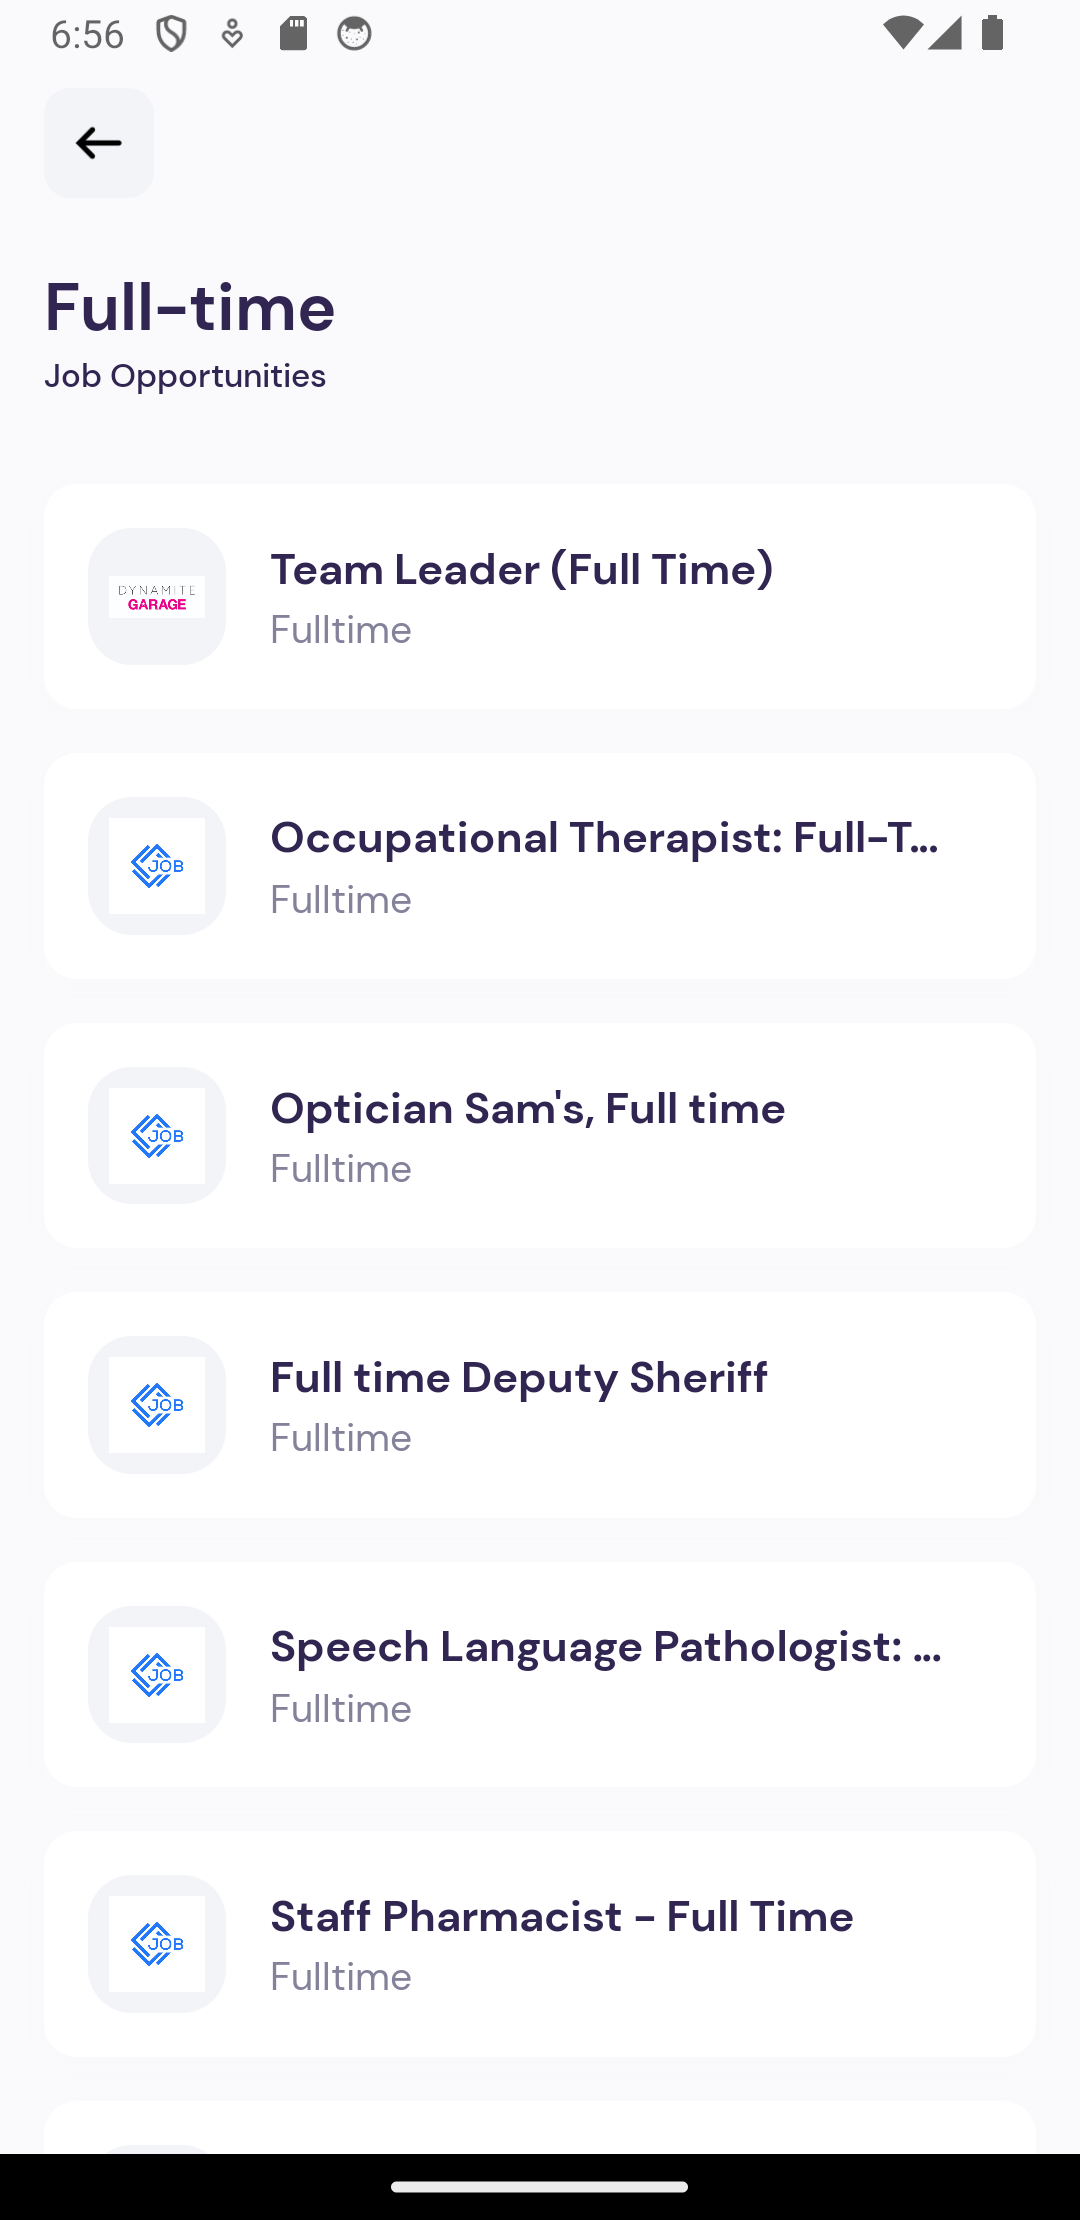 6:56
Full-time
Job Opportunities
DYNAMITE
GARAGE
Team Leader (Full Time)
Fulltime
JOB
Occupational Therapist: Full-T...
Fulltime
JOB
Optician Sam's, Full time
Fulltime
JOB
Full time Deputy Sheriff
Fulltime
JOB
Speech Language Pathologist: ...
Fulltime
JOB
Staff Pharmacist - Full Time
Fulltime